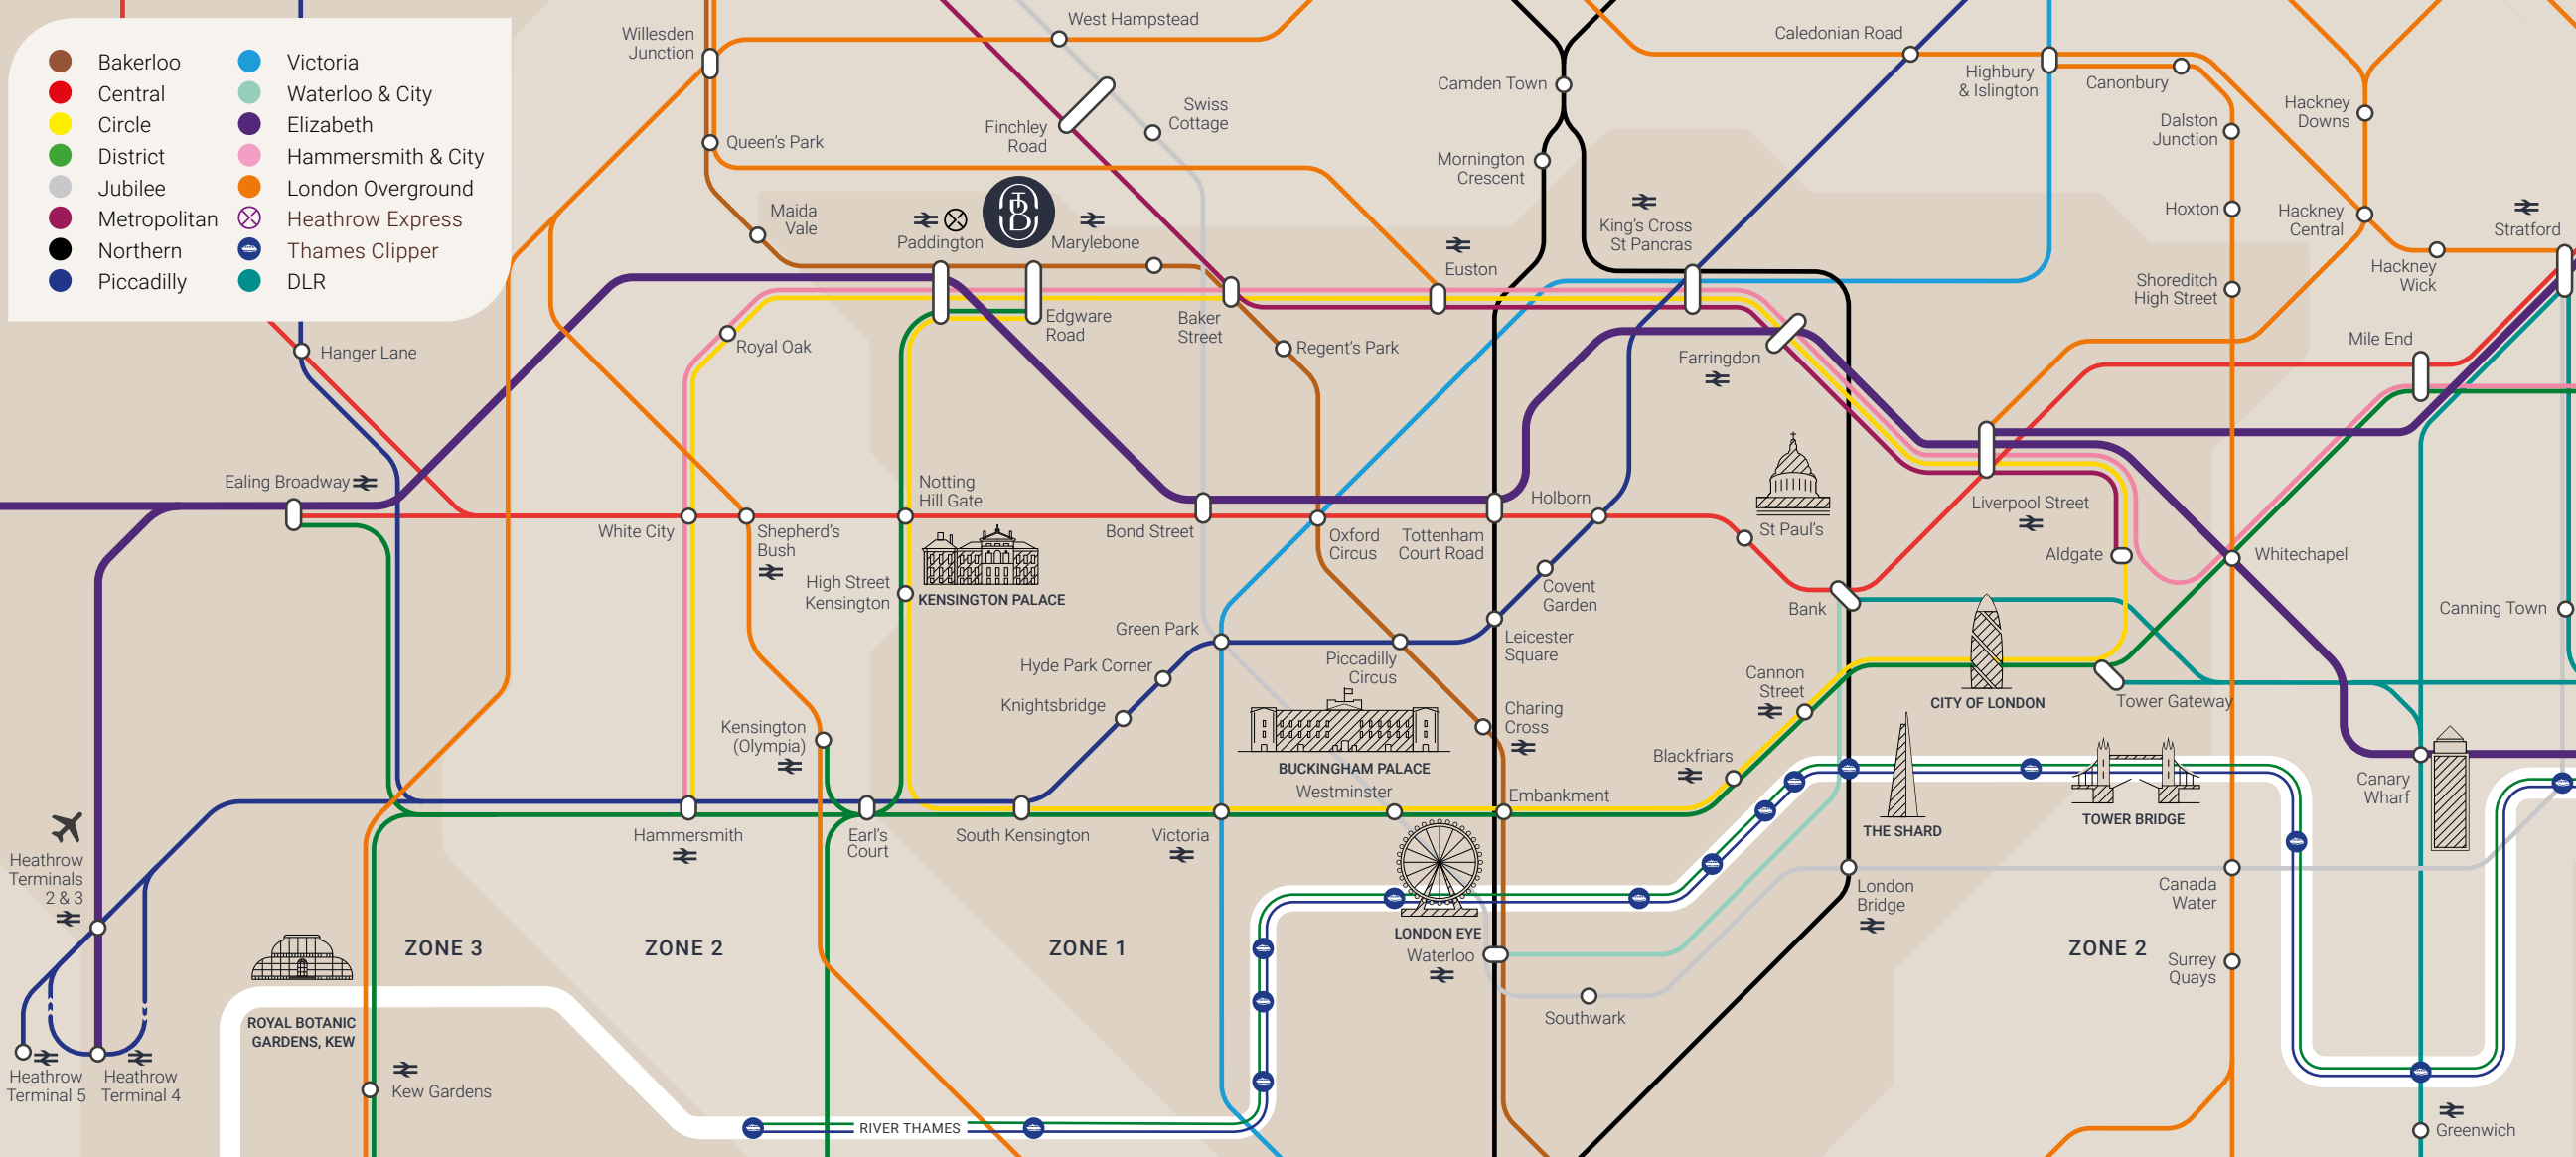 Bakerloo
Central
Circle
District
Jubilee
Metropolitan
Northern
Piccadilly
Victoria
Waterloo & City
Elizabeth
Hammersmith & City
London Overground
Heathrow Express
Thames Clipper
DLR
Willesden
Junction
West Hampstead
Caledonian Road
Highbury
& Islington
Canonbury
Camden Town
Swiss
Cottage
Finchley
Road
Hackney
Downs
Dalston
Junction
Queen's Park
Mornington
Crescent
Maida
Vale
Paddington
TB
Marylebone
King's Cross
St Pancras
Hoxton
Hackney
Central
Stratford
Euston
Hackney
Wick
Shoreditch
High Street
Edgware
Road
Baker
Street
Regent's Park
Royal Oak
Hanger Lane
Farringdon
Mile End
Ealing Broadway
Notting
Hill Gate
Holborn
Liverpool Street
White City
Shepherd's
Bush
Bond Street
Oxford
Circus
Tottenham
Court Road
St Paul's
Aldgate
Whitechapel
High Street
Kensington
KENSINGTON PALACE
Covent
Garden
Bank
Canning Town
Green Park
Leicester
Square
Hyde Park Corner
Piccadilly
Circus
Cannon
Street
Knightsbridge
CITY OF LONDON
Tower Gateway
Kensington
(Olympia)
Charing
Cross
BUCKINGHAM PALACE
Blackfriars
Westminster
Embankment
Canary
Wharf
Hammersmith
Earl's
Court
South Kensington
Victoria
THE SHARD
TOWER BRIDGE
Heathrow
Terminals
2 & 3
London
Bridge
Canada
Water
LONDON EYE
ZONE 3
ZONE 2
ZONE 1
Waterloo
ZONE 2
Surrey
Quays
Southwark
ROYAL BOTANIC
GARDENS, KEW
Heathrow
Terminal 5
Heathrow
Terminal 4
Kew Gardens
RIVER THAMES
Greenwich